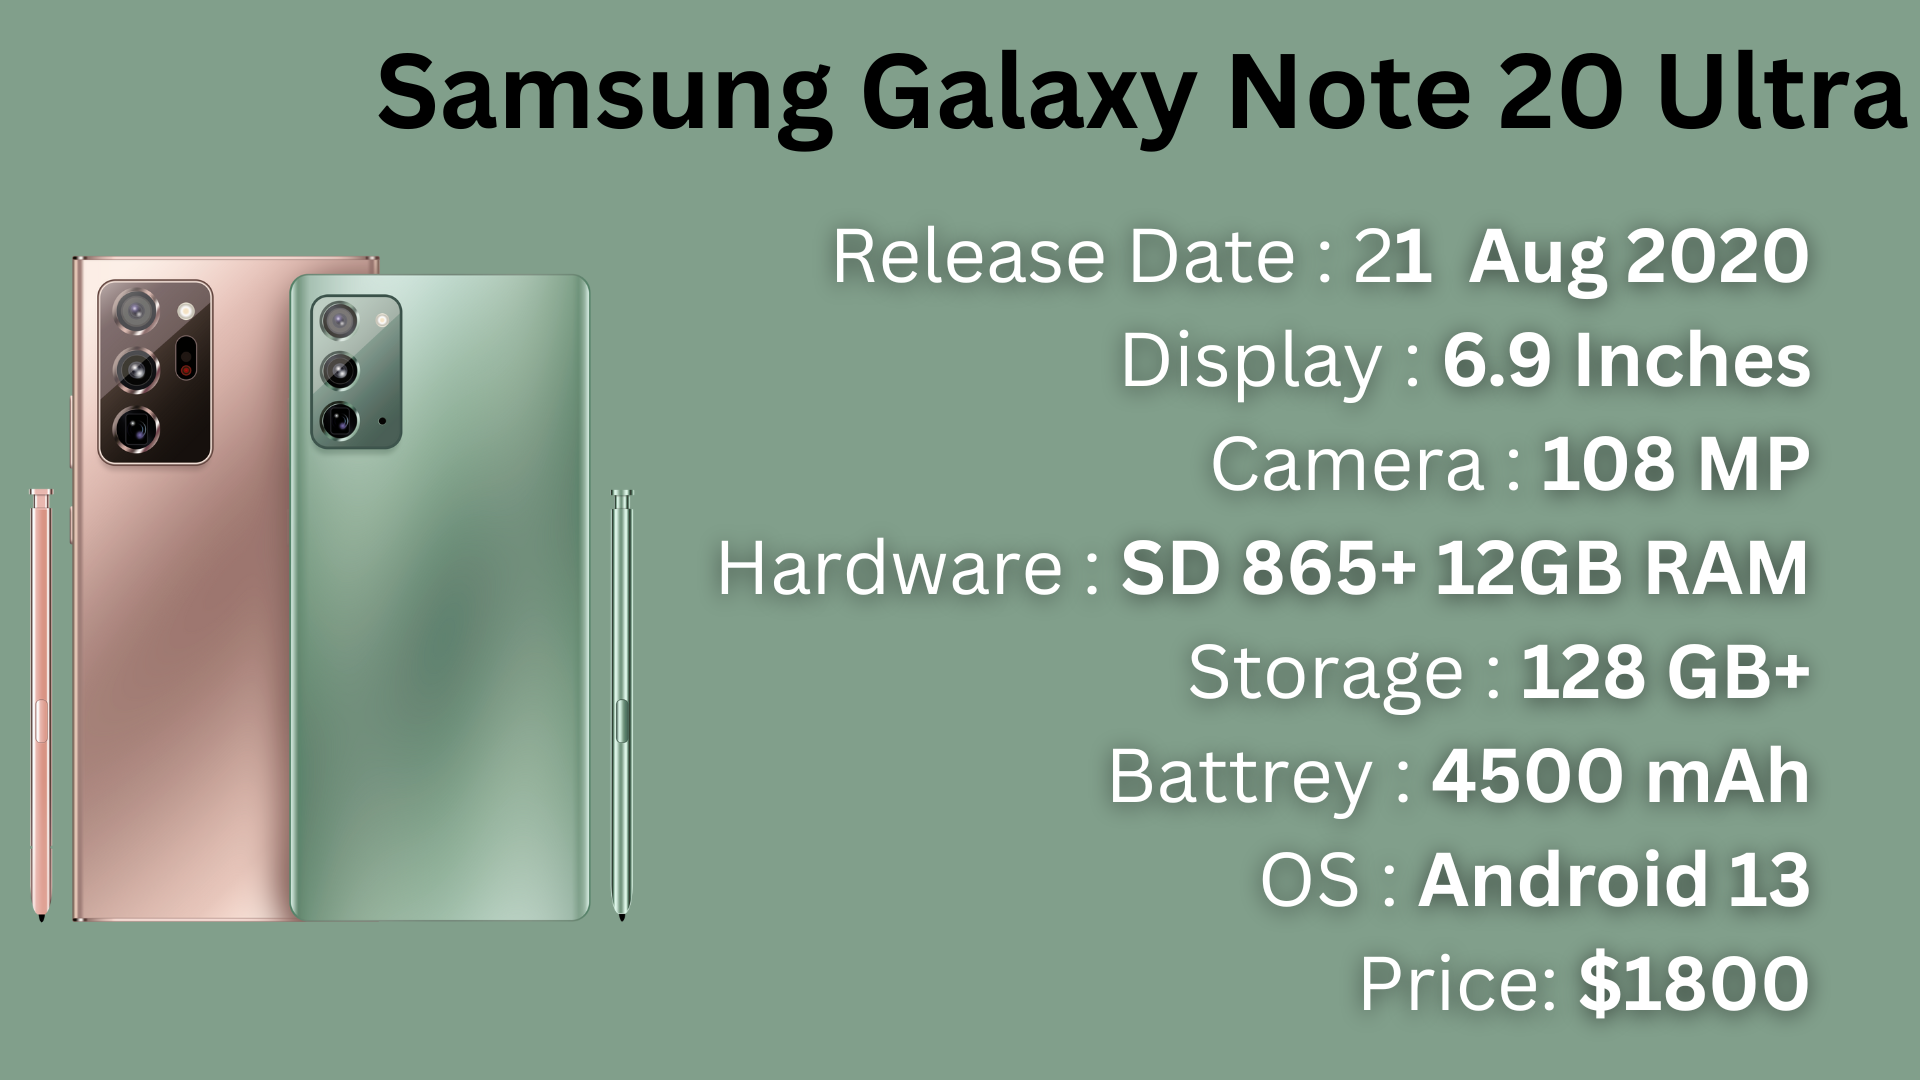 Samsung Galaxy Note 20 Ultra
Release Date : 21 Aug 2020
Display : 6.9 Inches
Camera : 108 MP
Hardware : SD 865+ 12GB RAM
Storage : 128 GB+
Battrey : 4500 mAh
OS : Android 13
Price: $1800